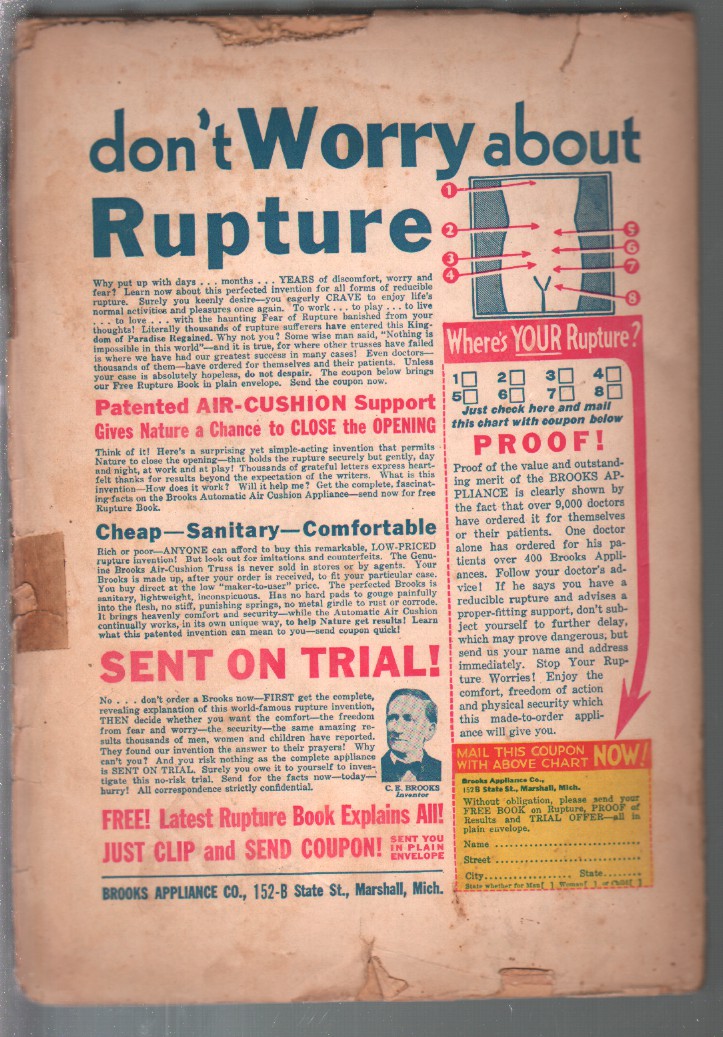 don't Worry about
Rupture
Why put up with days . . . months . . . YEARS of discomfort, worry and
fear? Learn now about this perfected invention for all forms of reducible
rupture. Surely you keenly desire—you eagerly CRAVE to enjoy life's
normal activities and pleasures once again. To work . . . to play . . . to live
. . . to love . . . with the haunting Fear of Rupture banished from your
thoughts! Literally thousands of rupture sufferers have entered this King-
dom of Paradise Regained. Why not you? Some wise man said, "Nothing is
impossible in this world"—and it is true, for where other trusses have failed
is where we have had our greatest success in many cases! Even doctors—
thousands of them—have ordered for themselves and their patients. Unless
your case is absolutely hopeless, do not despair. The coupon below brings
our Free Rupture Book in plain envelope. Send the coupon now.
Patented AIR-CUSHION Support
Gives Nature a Chance to CLOSE the OPENING
Think of it! Here's a surprising yet simple-acting invention that permits
Nature to close the opening—that holds the rupture securely but gently, day
and night, at work and at play! Thousands of grateful letters express heart-
felt thanks for results beyond the expectation of the writers. What is this
invention—How does it work? Will it help me? Get the complete, fascinat-
ing facts on the Brooks Automatic Air Cushion Appliance—send now for free
Rupture Book.
Cheap—Sanitary—Comfortable
Rich or poor—ANYONE can afford to buy this remarkable, LOW-PRICED
rupture invention! But look out for imitations and counterfeits. The Genu-
ine Brooks Air-Cushion Truss is never sold in stores or by agents. Your
Brooks is made up, after your order is received, to fit your particular case.
You buy direct at the low "maker-to-user" price. The perfected Brooks is
sanitary, lightweight, inconspicuous. Has no hard pads to gouge painfully
into the flesh, no stiff, punishing springs, no metal girdle to rust or corrode.
It brings heavenly comfort and security—while the Automatic Air Cushion
continually works, in its own unique way, to help Nature get results! Learn
what this patented invention can mean to you—send coupon quick!
SENT ON TRIAL!
No . . . don't order a Brooks now—FIRST get the complete,
revealing explanation of this world-famous rupture invention,
THEN decide whether you want the comfort—the freedom
from fear and worry—the security—the same amazing re-
sults thousands of men, women and children have reported.
They found our invention the answer to their prayers! Why
can't you? And you risk nothing as the complete appliance
is SENT ON TRIAL. Surely you owe it to yourself to inves-
tigate this no-risk trial. Send for the facts now—today—
hurry! All correspondence strictly confidential.
C. E. BROOKS
Inventor
FREE! Latest Rupture Book Explains All!
JUST CLIP and SEND COUPON!
SENT YOU
IN PLAIN
ENVELOPE
BROOKS APPLIANCE CO., 152-B State St., Marshall, Mich.
1
2
3
4
5
6
7
8
Where's YOUR Rupture?
1 2 3 4
5 6 7 8
Just check here and mail
this chart with coupon below
PROOF!
Proof of the value and outstand-
ing merit of the BROOKS AP-
PLIANCE is clearly shown by
the fact that over 9,000 doctors
have ordered it for themselves
or their patients. One doctor
alone has ordered for his pa-
tients over 400 Brooks Appli-
ances. Follow your doctor's ad-
vice! If he says you have a
reducible rupture and advises a
proper-fitting support, don't sub-
ject yourself to further delay,
which may prove dangerous, but
send us your name and address
immediately. Stop Your Rup-
ture Worries! Enjoy the
comfort, freedom of action
and physical security which
this made-to-order appli-
ance will give you.
MAIL THIS COUPON
WITH ABOVE CHART NOW!
Brooks Appliance Co.,
152B State St., Marshall, Mich.
Without obligation, please send your
FREE BOOK on Rupture, PROOF of
Results and TRIAL OFFER—all in
plain envelope.
Name ..............................
Street ..............................
City.................... State........
State whether for Man [ ] Woman [ ] or Child [ ]